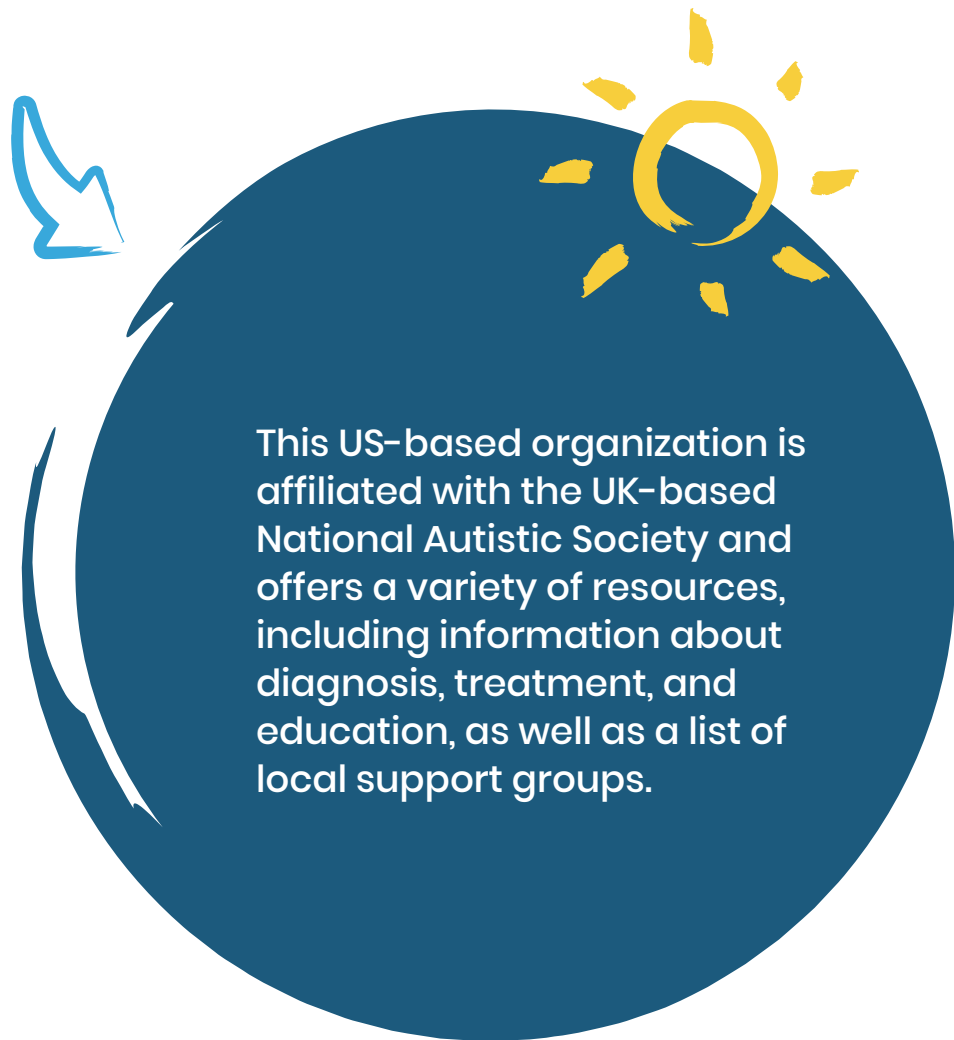 This US-based organization is
affiliated with the UK-based
National Autistic Society and
offers a variety of resources,
including information about
diagnosis, treatment, and
education, as well as a list of
local support groups.